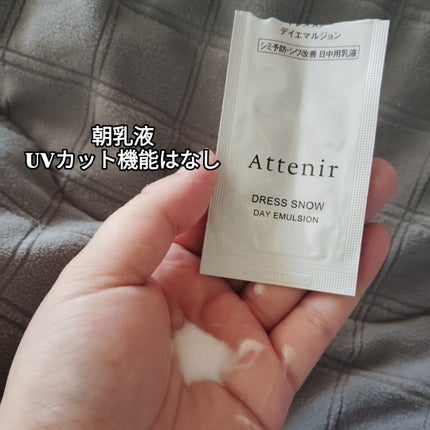 デイエマルジョン
シミ予防・シワ改善 日中用乳液
朝乳液
UVカット機能はなし
Attenir
DRESS SNOW
DAY EMULSION